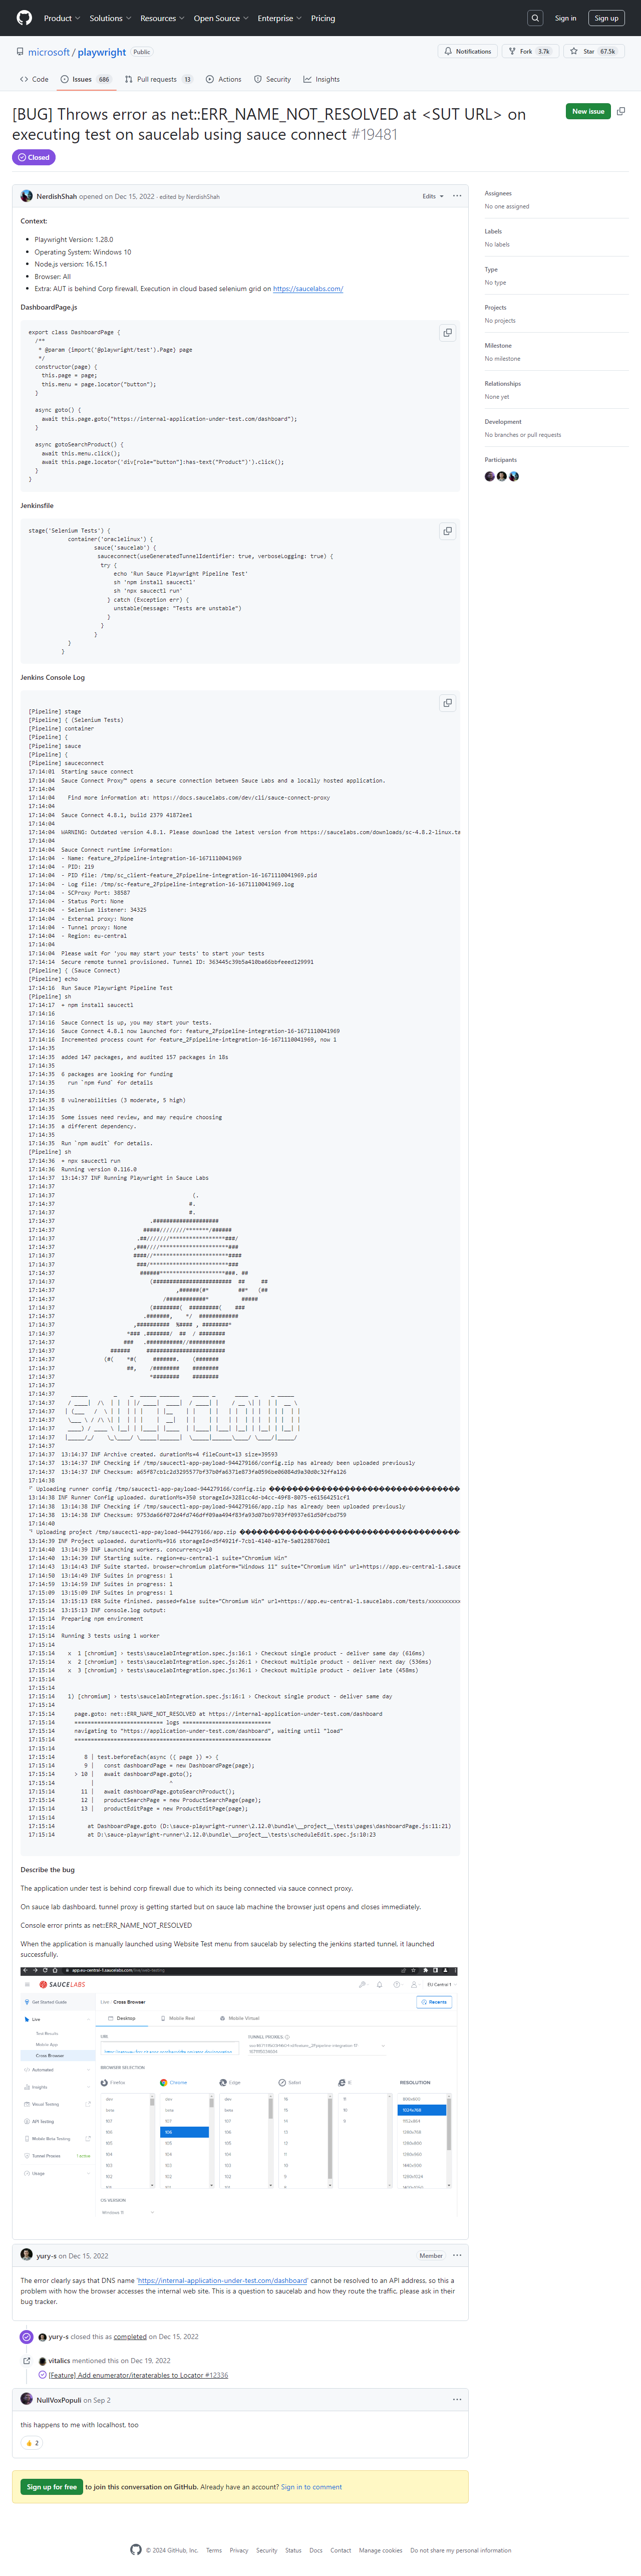 Product Solutions Resources Open Source Enterprise Pricing Sign in Sign up
microsoft / playwright Public Notifications Fork 3.7k Star 67.5k
Code Issues 686 Pull requests 13 Actions Security Insights
[BUG] Throws error as net::ERR_NAME_NOT_RESOLVED at <SUT URL> on
executing test on saucelab using sauce connect #19481
New issue
Closed
NerdishShah opened on Dec 15, 2022 · edited by NerdishShah Edits
Context:
Playwright Version: 1.28.0
Operating System: Windows 10
Node.js version: 16.15.1
Browser: All
Extra: AUT is behind Corp firewall. Execution in cloud based selenium grid on https://saucelabs.com/
DashboardPage.js
export class DashboardPage {
/**
* @param {import('@playwright/test').Page} page
*/
constructor(page) {
this.page = page;
this.menu = page.locator("button");
}
async goto() {
await this.page.goto("https://internal-application-under-test.com/dashboard");
}
async gotoSearchProduct() {
await this.menu.click();
await this.page.locator('div[role="button"]:has-text("Product")').click();
}
}
Jenkinsfile
stage('Selenium Tests') {
container('oraclelinux') {
sauce('saucelab') {
sauceconnect(useGeneratedTunnelIdentifier: true, verboseLogging: true) {
try {
echo 'Run Sauce Playwright Pipeline Test'
sh 'npm install saucectl'
sh 'npx saucectl run'
} catch (Exception err) {
unstable(message: "Tests are unstable")
}
}
}
}
}
Jenkins Console Log
[Pipeline] stage
[Pipeline] { (Selenium Tests)
[Pipeline] container
[Pipeline] {
[Pipeline] sauce
[Pipeline] {
[Pipeline] sauceconnect
17:14:01 Starting sauce connect
17:14:04 Sauce Connect Proxy™ opens a secure connection between Sauce Labs and a locally hosted application.
17:14:04
17:14:04 Find more information at: https://docs.saucelabs.com/dev/cli/sauce-connect-proxy
17:14:04
17:14:04 Sauce Connect 4.8.1, build 2379 41872ee1
17:14:04
17:14:04 WARNING: Outdated version 4.8.1. Please download the latest version from https://saucelabs.com/downloads/sc-4.8.2-linux.ta
17:14:04
17:14:04 Sauce Connect runtime information:
17:14:04 - Name: feature_2Fpipeline-integration-16-1671110041969
17:14:04 - PID: 219
17:14:04 - PID file: /tmp/sc_client-feature_2Fpipeline-integration-16-1671110041969.pid
17:14:04 - Log file: /tmp/sc-feature_2Fpipeline-integration-16-1671110041969.log
17:14:04 - SCProxy Port: 38587
17:14:04 - Status Port: None
17:14:04 - Selenium listener: 34325
17:14:04 - External proxy: None
17:14:04 - Tunnel proxy: None
17:14:04 - Region: eu-central
17:14:04
17:14:04 Please wait for 'you may start your tests' to start your tests
17:14:14 Secure remote tunnel provisioned. Tunnel ID: 363445c39b5a410ba66bbfeeed129991
[Pipeline] { (Sauce Connect)
[Pipeline] echo
17:14:16 Run Sauce Playwright Pipeline Test
[Pipeline] sh
17:14:17 + npm install saucectl
17:14:16
17:14:16 Sauce Connect is up, you may start your tests.
17:14:16 Sauce Connect 4.8.1 now launched for: feature_2Fpipeline-integration-16-1671110041969
17:14:16 Incremented process count for feature_2Fpipeline-integration-16-1671110041969, now 1
17:14:35
17:14:35 added 147 packages, and audited 157 packages in 18s
17:14:35
17:14:35 6 packages are looking for funding
17:14:35 run `npm fund` for details
17:14:35
17:14:35 8 vulnerabilities (3 moderate, 5 high)
17:14:35
17:14:35 Some issues need review, and may require choosing
17:14:35 a different dependency.
17:14:35
17:14:35 Run `npm audit` for details.
[Pipeline] sh
17:14:36 + npx saucectl run
17:14:36 Running version 0.116.0
17:14:37 13:14:37 INF Running Playwright in Sauce Labs
17:14:37 13:14:37 INF Archive created. durationMs=4 fileCount=13 size=39593
17:14:37 13:14:37 INF Checking if /tmp/saucectl-app-payload-944279166/config.zip has already been uploaded previously
Uploading runner config /tmp/saucectl-app-payload-944279166/config.zip
17:14:38 13:14:38 INF Checking if /tmp/saucectl-app-payload-944279166/app.zip has already been uploaded previously
17:14:40
Uploading project /tmp/saucectl-app-payload-944279166/app.zip
17:14:40 13:14:39 INF Launching workers. concurrency=10
17:14:40 13:14:40 INF Starting suite. region=eu-central-1 suite="Chromium Win"
17:14:43 13:14:43 INF Suite started. browser=chromium platform="Windows 11" suite="Chromium Win" url=https://app.eu-central-1.sauce
17:14:50 13:14:49 INF Suites in progress: 1
17:14:59 13:14:59 INF Suites in progress: 1
17:15:09 13:15:09 INF Suites in progress: 1
17:15:14 13:15:13 ERR Suite finished. passed=false suite="Chromium Win" url=https://app.eu-central-1.saucelabs.com/tests/xxxxxxxxxx
17:15:14 13:15:14 INF console.log output:
17:15:14 Preparing npm environment
17:15:14
17:15:14 Running 3 tests using 1 worker
17:15:14
17:15:14 x 1 [chromium] › tests\saucelabIntegration.spec.js:16:1 › Checkout single product - deliver same day (616ms)
17:15:14 x 2 [chromium] › tests\saucelabIntegration.spec.js:26:1 › Checkout multiple product - deliver next day (536ms)
17:15:14 x 3 [chromium] › tests\saucelabIntegration.spec.js:36:1 › Checkout multiple product - deliver late (458ms)
17:15:14
17:15:14
17:15:14 1) [chromium] › tests\saucelabIntegration.spec.js:16:1 › Checkout single product - deliver same day
17:15:14
17:15:14 page.goto: net::ERR_NAME_NOT_RESOLVED at https://internal-application-under-test.com/dashboard
17:15:14 =========================== logs ===========================
17:15:14 navigating to "https://application-under-test.com/dashboard", waiting until "load"
17:15:14 ============================================================
17:15:14
17:15:14 8 | test.beforeEach(async ({ page }) => {
17:15:14 9 | const dashboardPage = new DashboardPage(page);
17:15:14 > 10 | await dashboardPage.goto();
17:15:14 | ^
17:15:14 11 | await dashboardPage.gotoSearchProduct();
17:15:14 12 | productSearchPage = new ProductSearchPage(page);
17:15:14 13 | productEditPage = new ProductEditPage(page);
17:15:14
17:15:14 at DashboardPage.goto (D:\sauce-playwright-runner\2.12.0\bundle\__project__\tests\pages\dashboardPage.js:11:21)
17:15:14 at D:\sauce-playwright-runner\2.12.0\bundle\__project__\tests\scheduleEdit.spec.js:10:23
Describe the bug
The application under test is behind corp firewall due to which its being connected via sauce connect proxy.
On sauce lab dashboard, tunnel proxy is getting started but on sauce lab machine the browser just opens and closes immediately.
Console error prints as net::ERR_NAME_NOT_RESOLVED
When the application is manually launched using Website Test menu from saucelab by selecting the jenkins started tunnel, it launched
successfully.
SAUCELABS
EU Central 1
Get Started Guide
Live / Cross Browser
Recents
Live
Desktop Mobile Real Mobile Virtual
Test Results
Mobile App
Cross Browser
URL
Automated
BROWSER SELECTION
Insights
Firefox Chrome Edge Safari IE RESOLUTION
Visual Testing
API Testing
Mobile Beta Testing
Tunnel Proxies 1 active
Usage
OS VERSION
yury-s on Dec 15, 2022 Member
The error clearly says that DNS name 'https://internal-application-under-test.com/dashboard' cannot be resolved to an API address, so this a
problem with how the browser accesses the internal web site. This is a question to saucelab and how they route the traffic, please ask in their
bug tracker.
yury-s closed this as completed on Dec 15, 2022
vitalics mentioned this on Dec 19, 2022
[Feature] Add enumerator/iteraterables to Locator #12336
NullVoxPopuli on Sep 2
this happens to me with localhost, too
👍 2
Sign up for free to join this conversation on GitHub. Already have an account? Sign in to comment
Assignees
No one assigned
Labels
No labels
Type
No type
Projects
No projects
Milestone
No milestone
Relationships
None yet
Development
No branches or pull requests
Participants
© 2024 GitHub, Inc. Terms Privacy Security Status Docs Contact Manage cookies Do not share my personal information